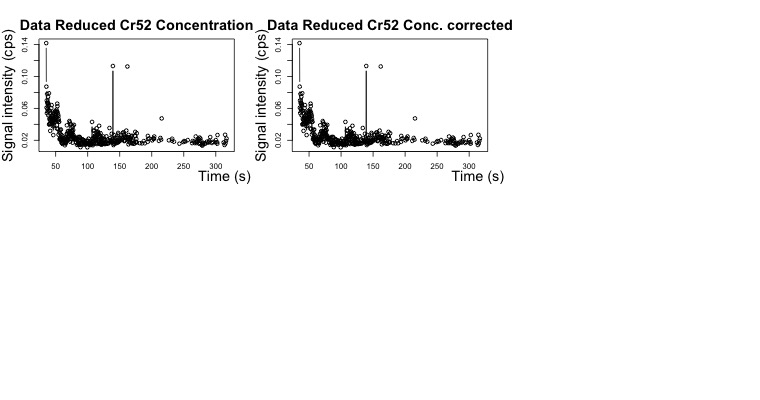 Data Reduced Cr52 Concentration
Signal intensity (cps)
0.02 0.06 0.10 0.14
50 100 150 200 250 300
Time (s)
Data Reduced Cr52 Conc. corrected
Signal intensity (cps)
0.02 0.06 0.10 0.14
50 100 150 200 250 300
Time (s)